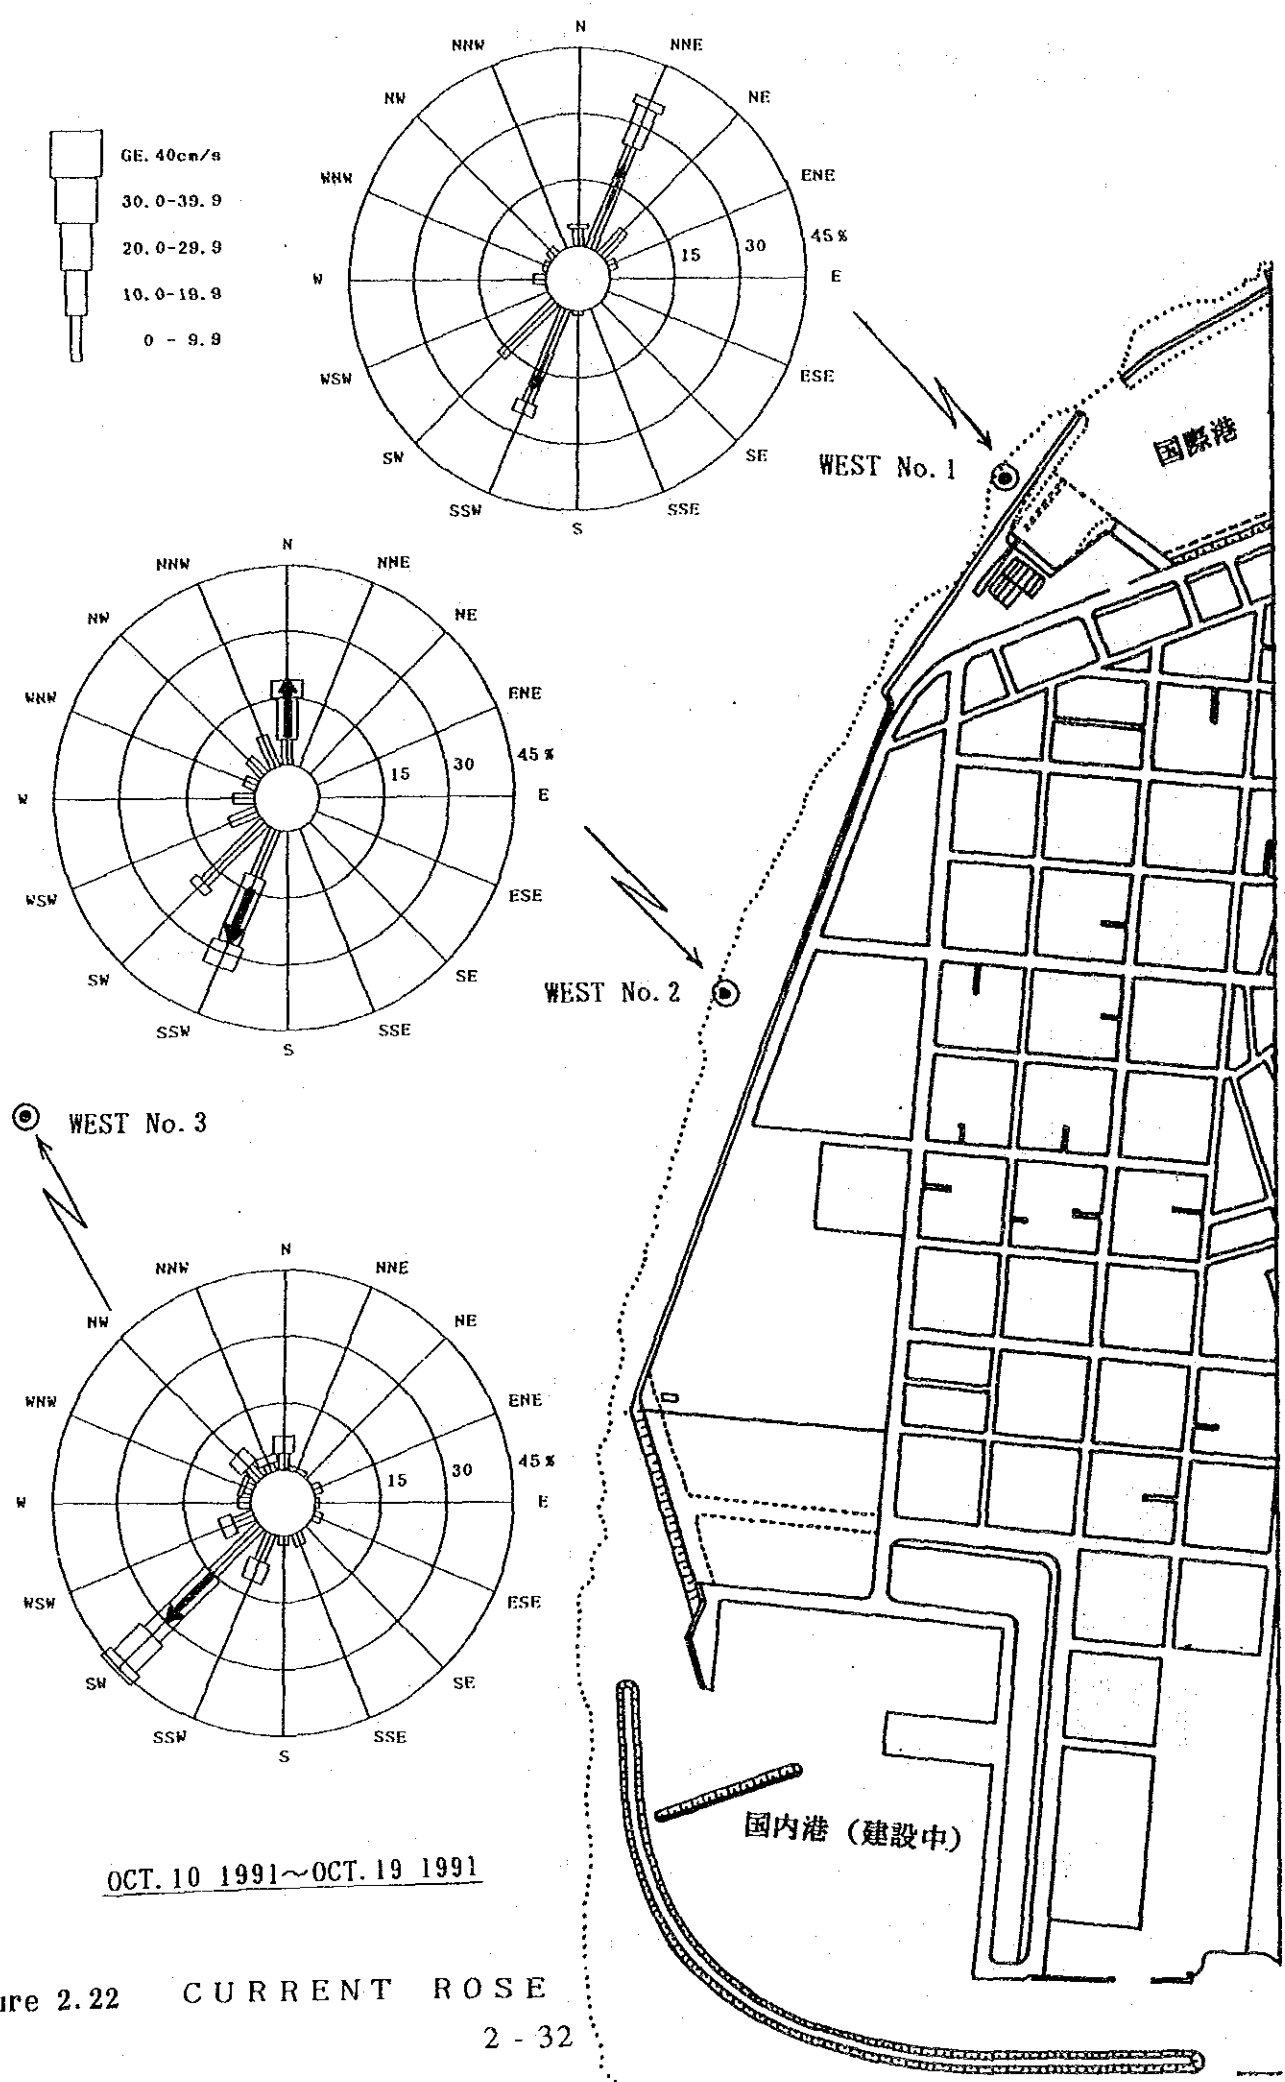 N
NNW
NNE
NW
NE
WNW
ENE
15
30
45%
W
E
WSW
ESE
SW
SE
SSW
SSE
S
GE. 40cm/s
30.0-39.9
20.0-29.9
10.0-19.9
0 - 9.9
WEST No. 1
国際港
N
NNW
NNE
NW
NE
WNW
ENE
15
30
45%
W
E
WSW
ESE
SW
SE
SSW
SSE
S
WEST No. 2
WEST No. 3
N
NNW
NNE
NW
NE
WNW
ENE
15
30
45%
W
E
WSW
ESE
SW
SE
SSW
SSE
S
国内港 (建設中)
OCT. 10 1991~OCT. 19 1991
ure 2.22 CURRENT ROSE
2 - 32